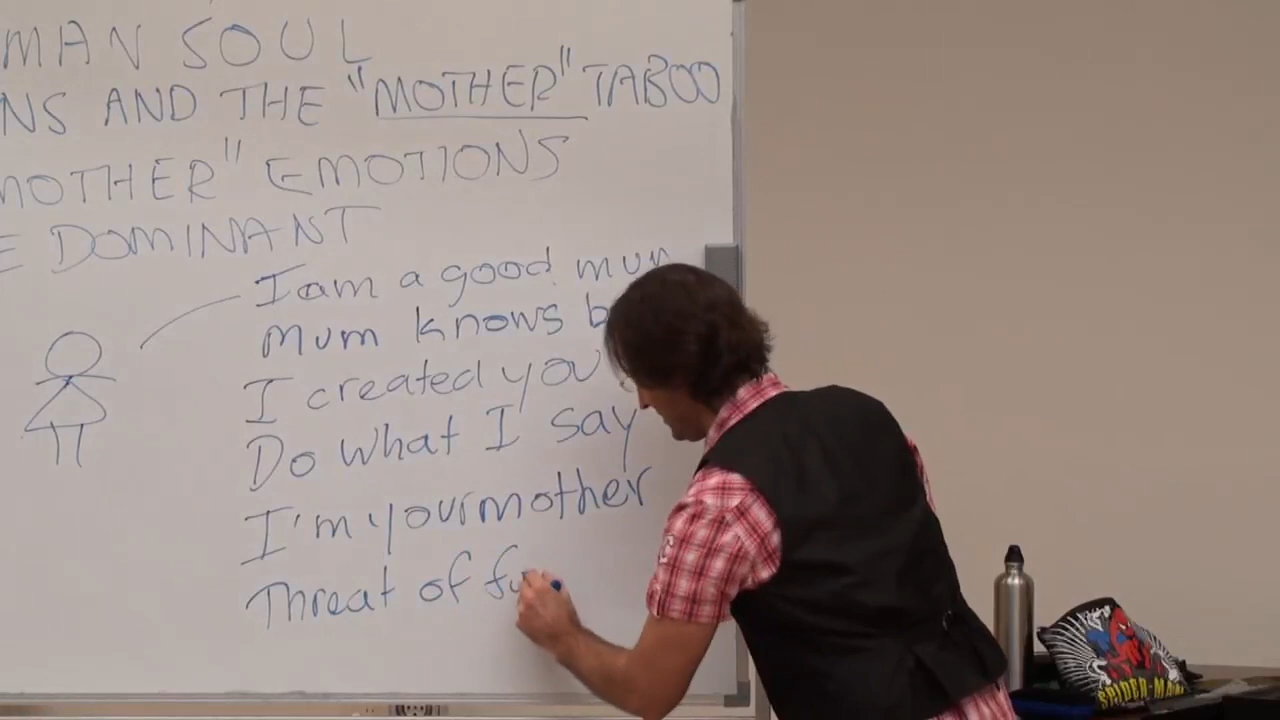 MAN SOUL
NS AND THE "MOTHER" TABOO
MOTHER" EMOTIONS
E DOMINANT
I am a good mum
Mum knows
I created you
Do what I say
I'm your mother
Threat of
SPIDER-MAN